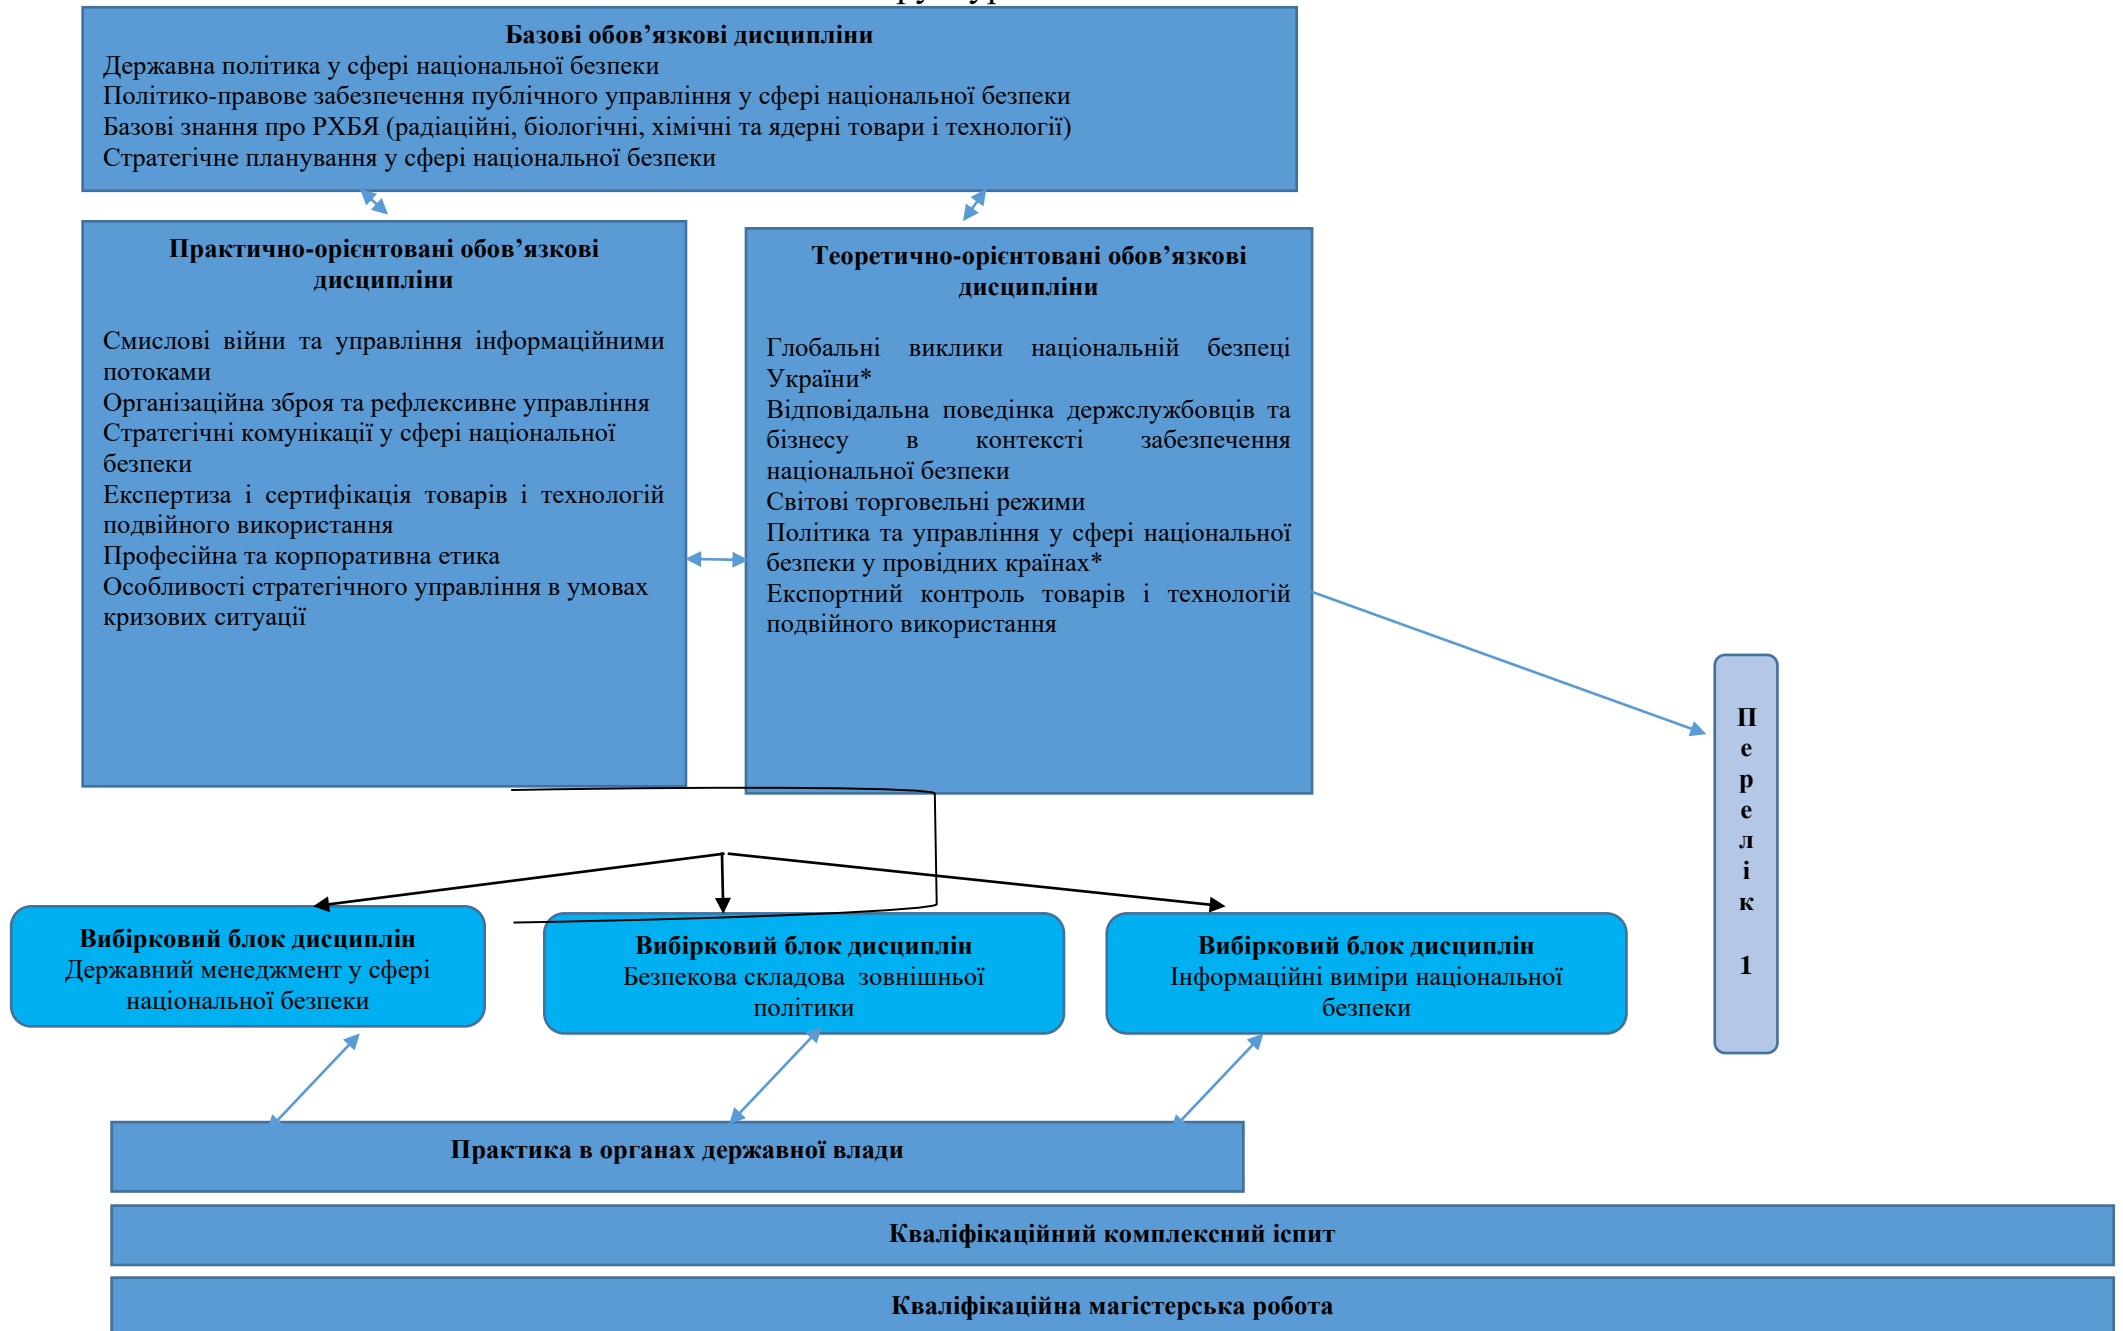 Базові обов’язкові дисципліни
Державна політика у сфері національної безпеки
Політико-правове забезпечення публічного управління у сфері національної безпеки
Базові знання про РХБЯ (радіаційні, біологічні, хімічні та ядерні товари і технології)
Стратегічне планування у сфері національної безпеки
Практично-орієнтовані обов’язкові
дисципліни
Смислові війни та управління інформаційними
потоками
Організаційна зброя та рефлексивне управління
Стратегічні комунікації у сфері національної
безпеки
Експертиза і сертифікація товарів і технологій
подвійного використання
Професійна та корпоративна етика
Особливості стратегічного управління в умовах
кризових ситуації
Теоретично-орієнтовані обов’язкові
дисципліни
Глобальні виклики національній безпеці
України*
Відповідальна поведінка держслужбовців та
бізнесу в контексті забезпечення
національної безпеки
Світові торговельні режими
Політика та управління у сфері національної
безпеки у провідних країнах*
Експортний контроль товарів і технологій
подвійного використання
П
е
р
е
л
і
к
1
Вибірковий блок дисциплін
Державний менеджмент у сфері
національної безпеки
Вибірковий блок дисциплін
Безпекова складова зовнішньої
політики
Вибірковий блок дисциплін
Інформаційні виміри національної
безпеки
Практика в органах державної влади
Кваліфікаційний комплексний іспит
Кваліфікаційна магістерська робота